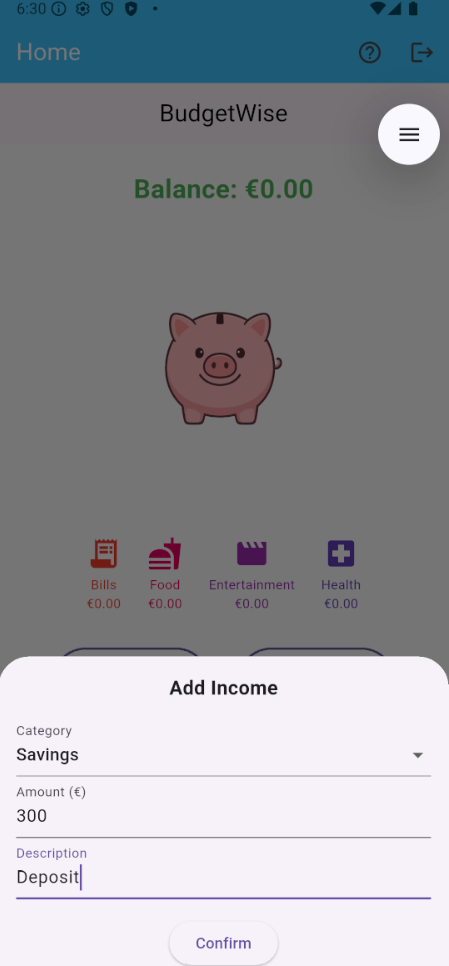 6:30
Home
BudgetWise
Balance: €0.00
Bills Food Entertainment Health
€0.00 €0.00 €0.00 €0.00
Add Income
Category
Savings
Amount (€)
300
Description
Deposit
Confirm